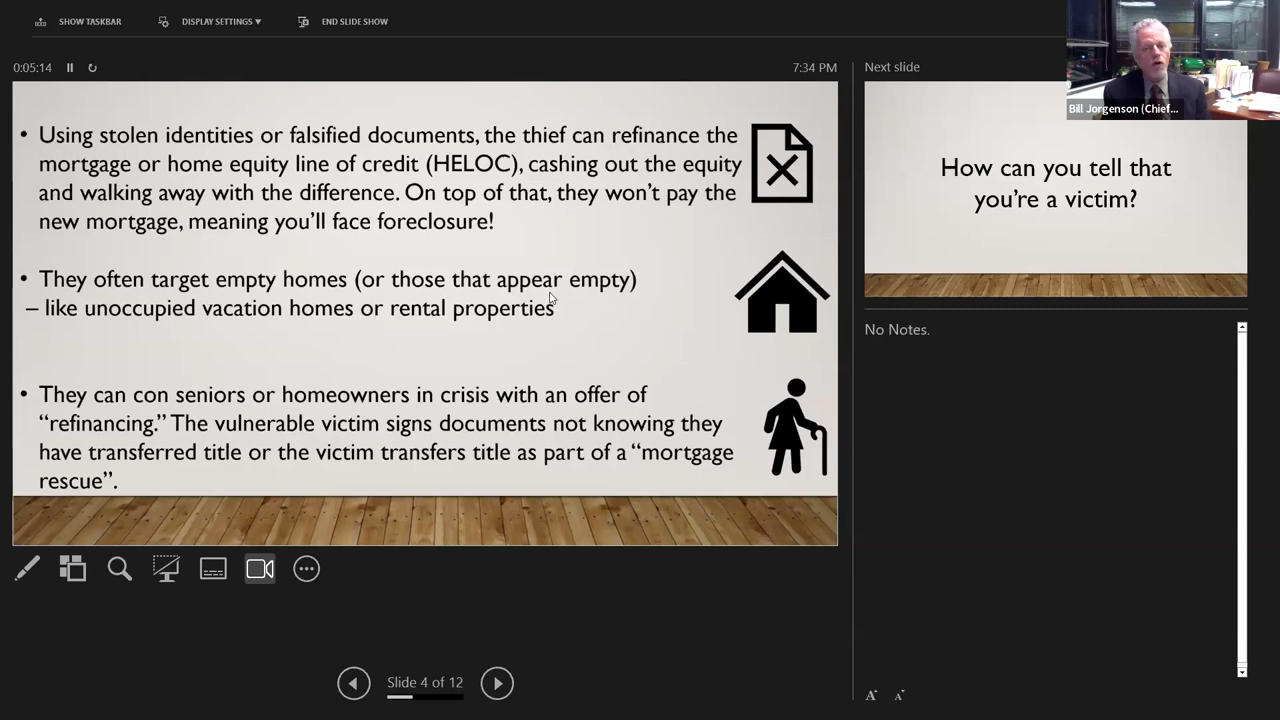 SHOW TASKBAR
DISPLAY SETTINGS ▼
END SLIDE SHOW
0:05:14
7:34 PM
• Using stolen identities or falsified documents, the thief can refinance the
mortgage or home equity line of credit (HELOC), cashing out the equity
and walking away with the difference. On top of that, they won’t pay the
new mortgage, meaning you’ll face foreclosure!
• They often target empty homes (or those that appear empty)
– like unoccupied vacation homes or rental properties
• They can con seniors or homeowners in crisis with an offer of
“refinancing.” The vulnerable victim signs documents not knowing they
have transferred title or the victim transfers title as part of a “mortgage
rescue”.
Slide 4 of 12
Next slide
Bill Jorgenson (Chief...
How can you tell that
you’re a victim?
No Notes.
A A